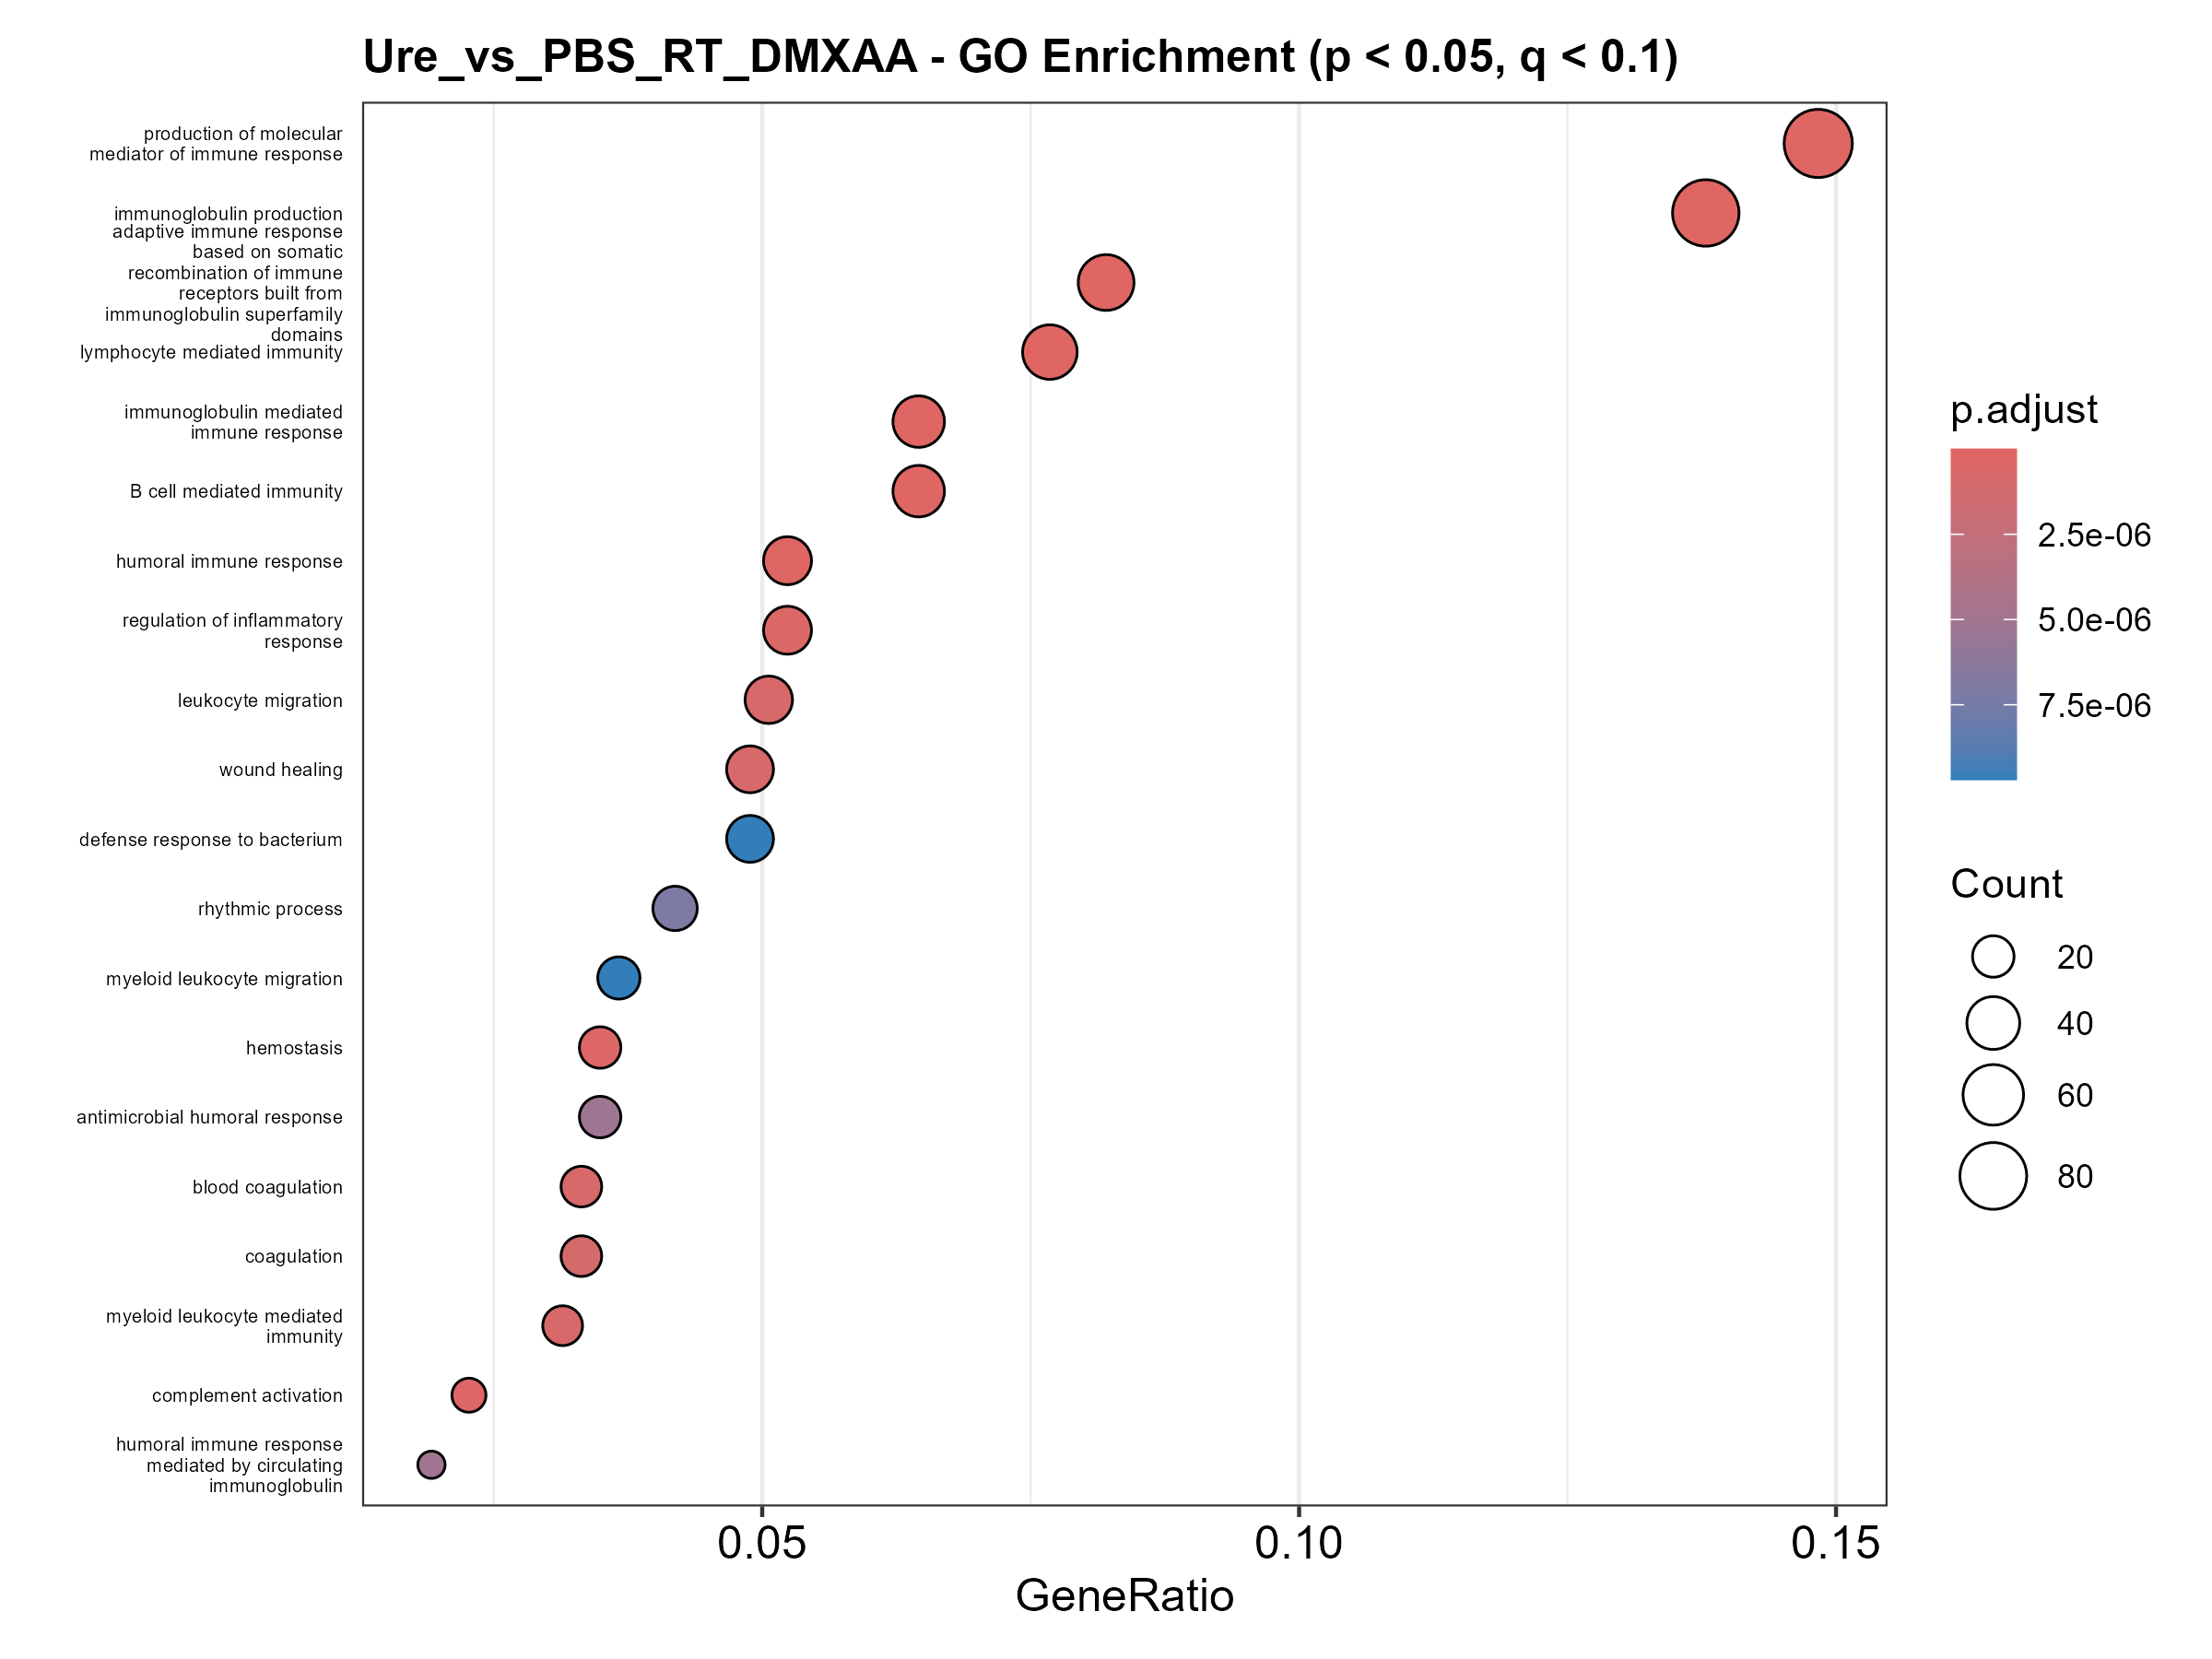 Ure_vs_PBS_RT_DMXAA - GO Enrichment (p < 0.05, q < 0.1)
production of molecular
mediator of immune response
immunoglobulin production
adaptive immune response
based on somatic
recombination of immune
receptors built from
immunoglobulin superfamily
domains
lymphocyte mediated immunity
immunoglobulin mediated
immune response
B cell mediated immunity
humoral immune response
regulation of inflammatory
response
leukocyte migration
wound healing
defense response to bacterium
rhythmic process
myeloid leukocyte migration
hemostasis
antimicrobial humoral response
blood coagulation
coagulation
myeloid leukocyte mediated
immunity
complement activation
humoral immune response
mediated by circulating
immunoglobulin
0.05
0.10
0.15
GeneRatio
p.adjust
2.5e-06
5.0e-06
7.5e-06
Count
20
40
60
80